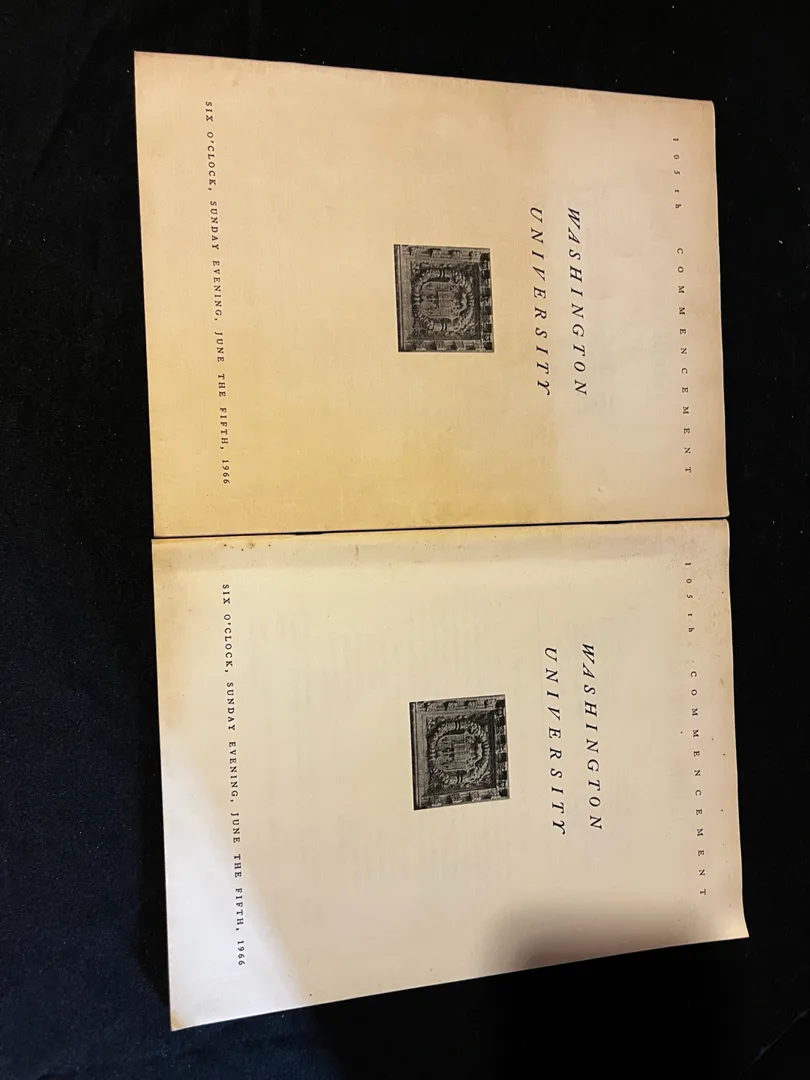 105th COMMENCEMENT
WASHINGTON
UNIVERSITY
SIX O'CLOCK, SUNDAY EVENING, JUNE THE FIFTH, 1966
105th COMMENCEMENT
WASHINGTON
UNIVERSITY
SIX O'CLOCK, SUNDAY EVENING, JUNE THE FIFTH, 1966